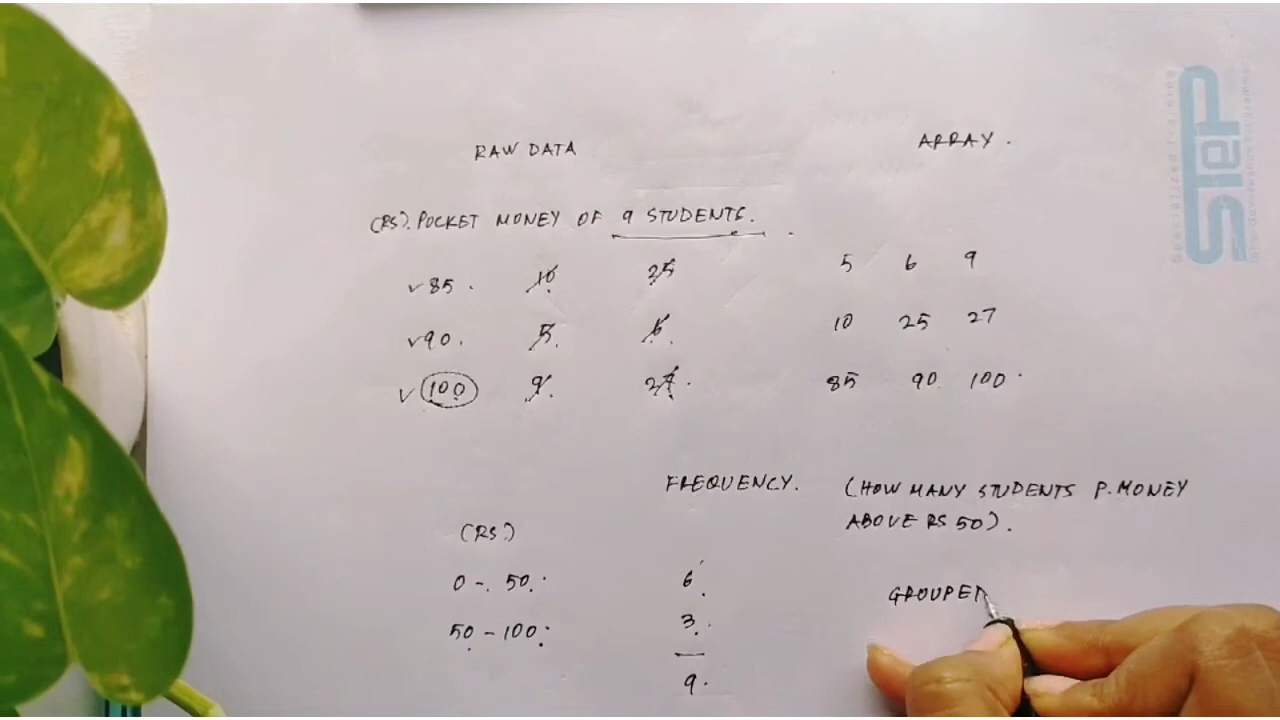 RAW DATA
ARRAY.
(RS). POCKET MONEY OF 9 STUDENTS.
85. 10 25
90. 5. 6.
100 9. 27.
5 6 9
10 25 27
85 90 100
FREQUENCY.
(HOW MANY STUDENTS P. MONEY
ABOVE RS 50).
(RS.)
0 - 50. 6.
50 - 100. 3.
9.
GROUPED
STEP